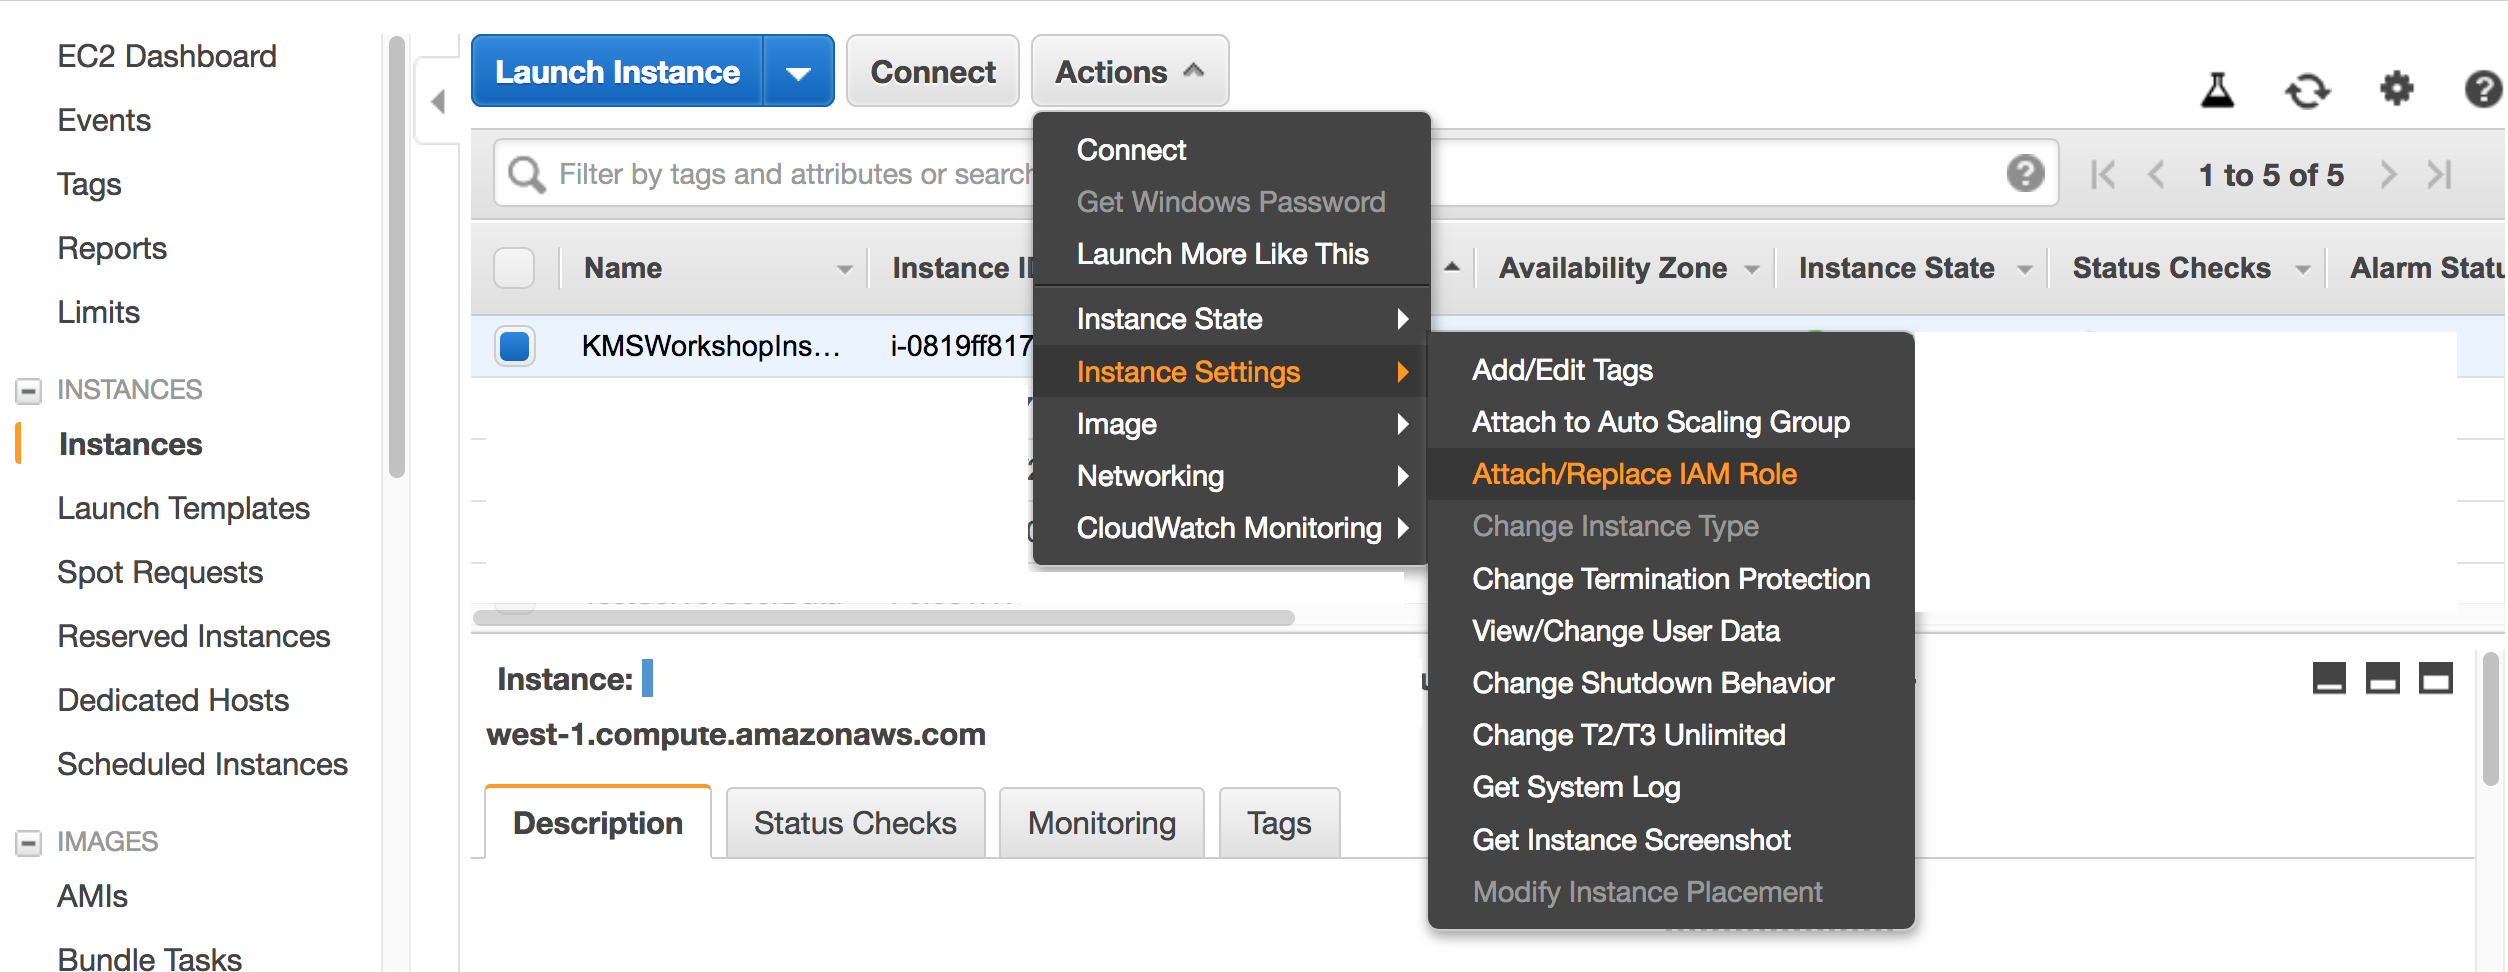 EC2 Dashboard
Events
Tags
Reports
Limits
INSTANCES
Instances
Launch Templates
Spot Requests
Reserved Instances
Dedicated Hosts
Scheduled Instances
IMAGES
AMIs
Bundle Tasks
Launch Instance
Connect
Actions
Filter by tags and attributes or search
1 to 5 of 5
Name
Instance ID
Availability Zone
Instance State
Status Checks
Alarm Statu
KMSWorkshopIns...
i-0819ff817
Connect
Get Windows Password
Launch More Like This
Instance State
Instance Settings
Image
Networking
CloudWatch Monitoring
Add/Edit Tags
Attach to Auto Scaling Group
Attach/Replace IAM Role
Change Instance Type
Change Termination Protection
View/Change User Data
Change Shutdown Behavior
Change T2/T3 Unlimited
Get System Log
Get Instance Screenshot
Modify Instance Placement
Instance:
west-1.compute.amazonaws.com
Description
Status Checks
Monitoring
Tags